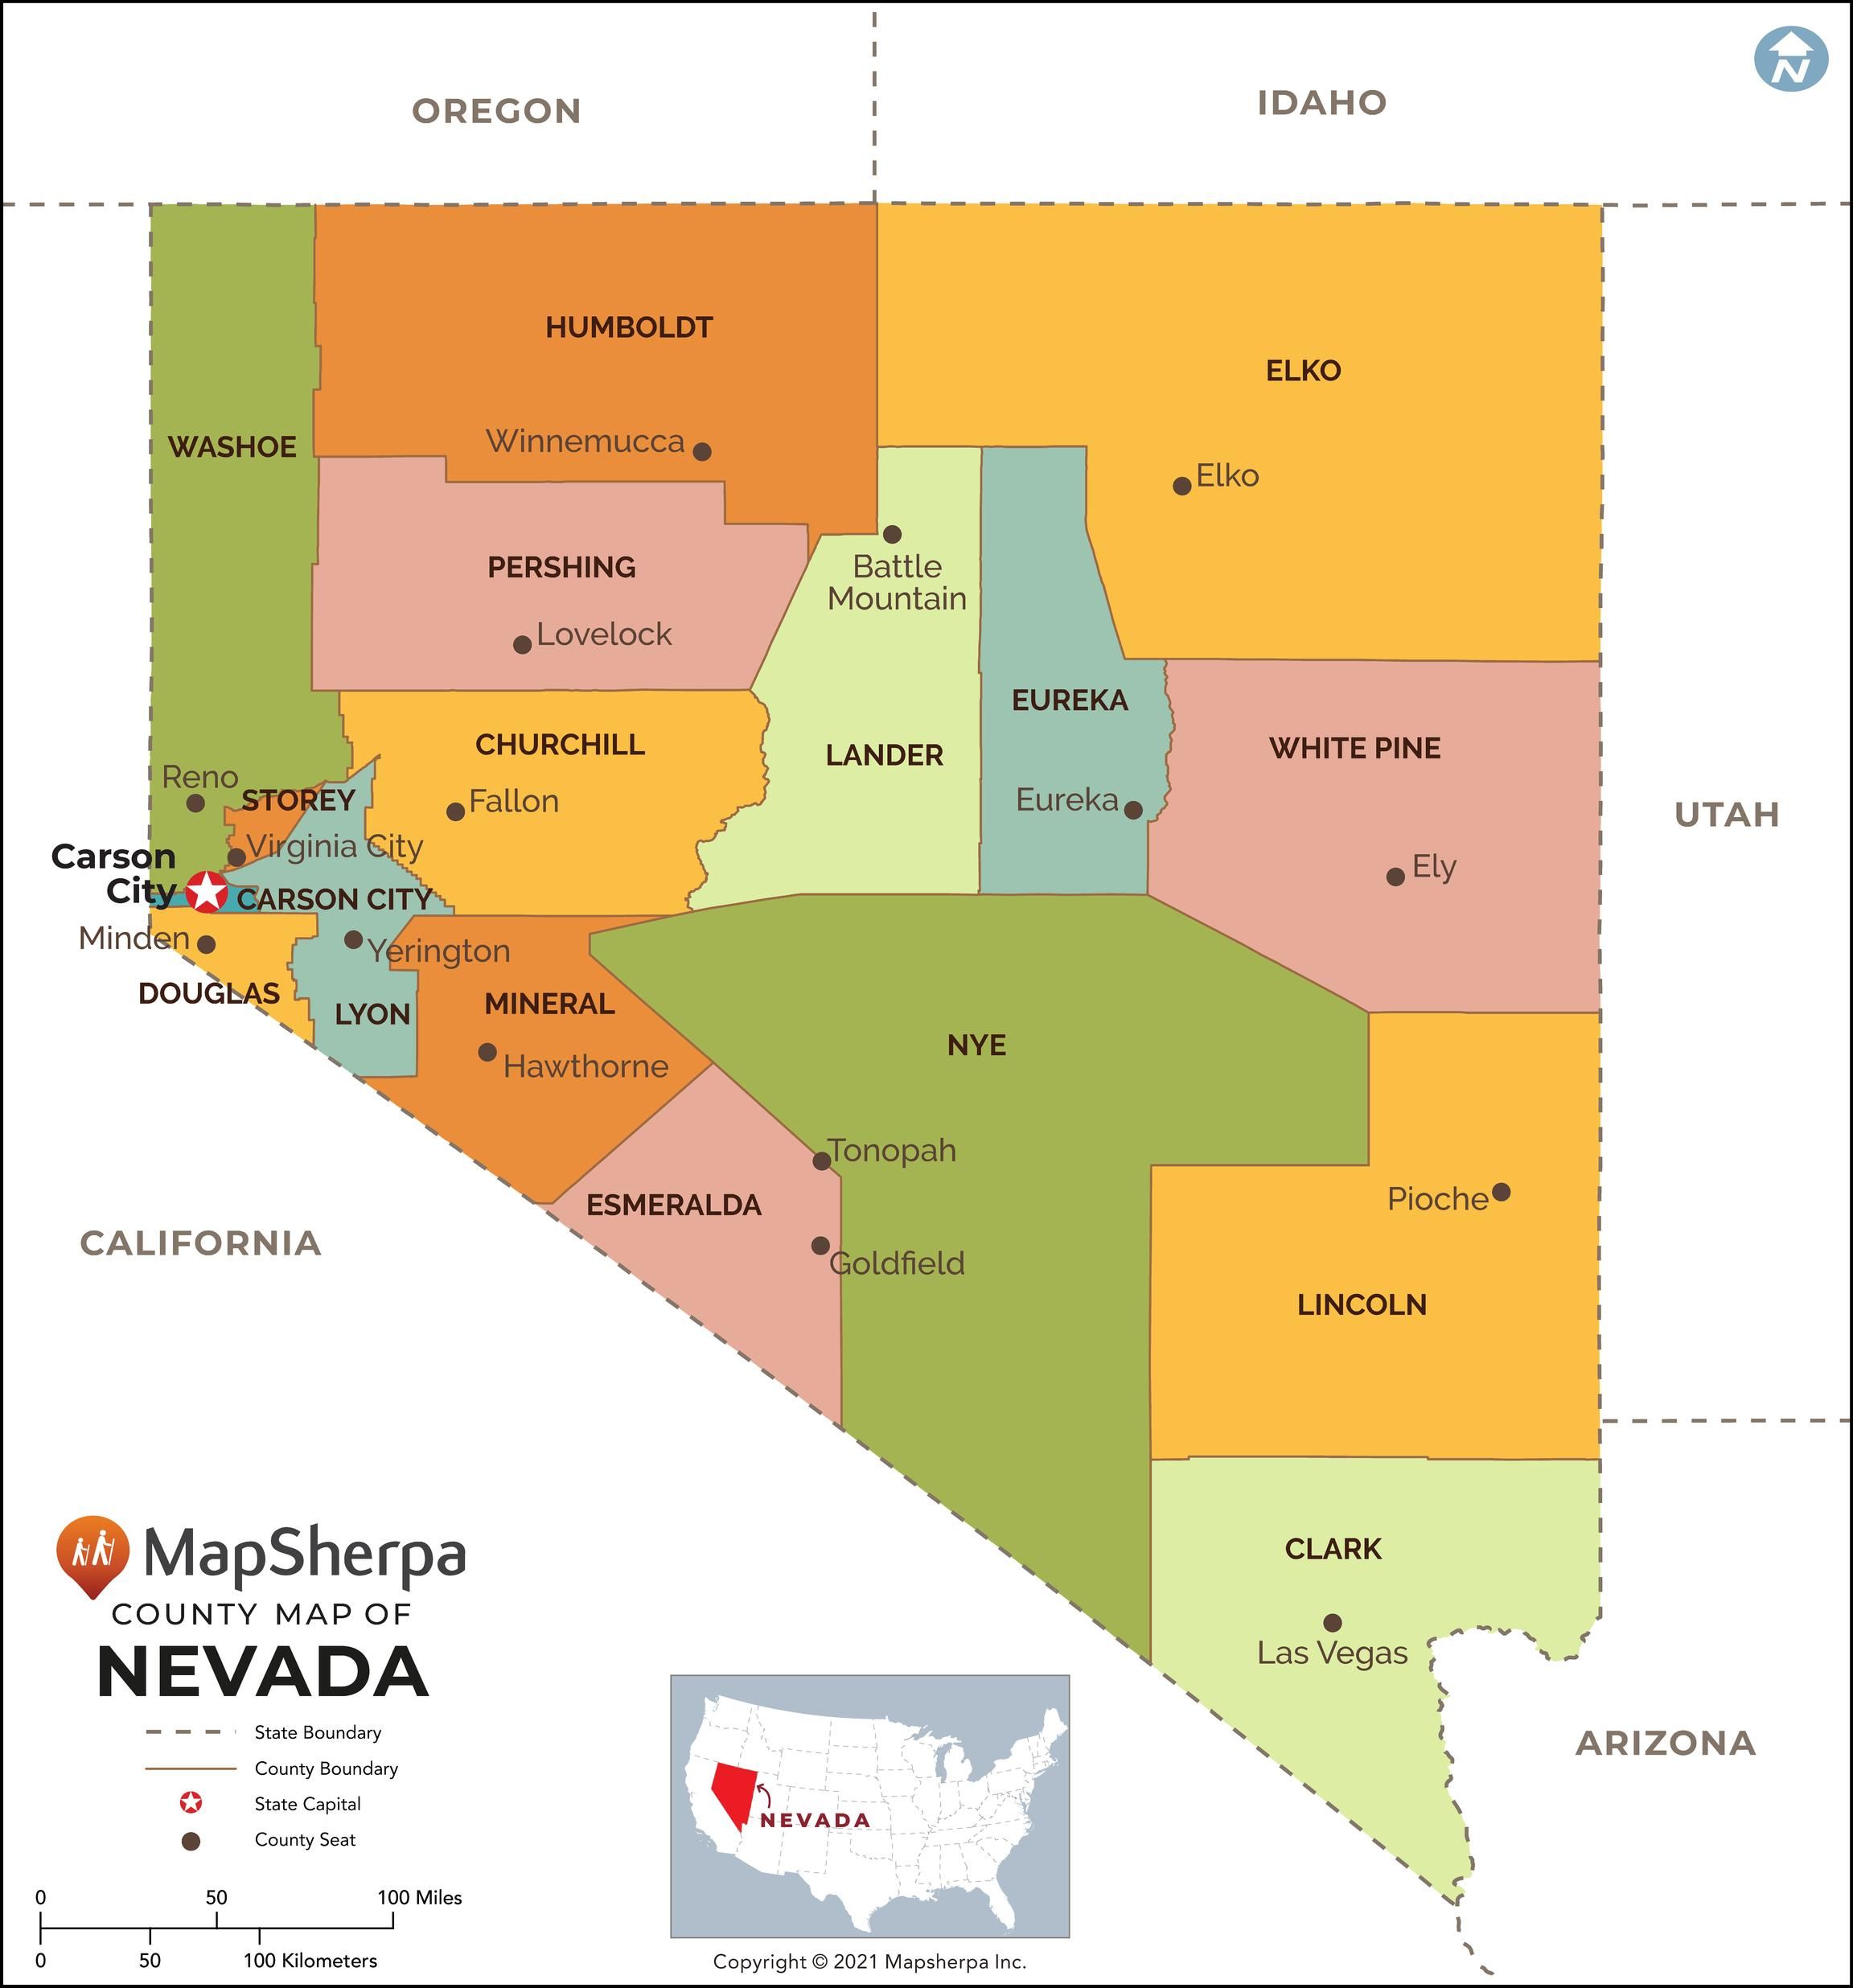 N
OREGON
IDAHO
HUMBOLDT
ELKO
WASHOE
Winnemucca
Elko
PERSHING
Battle
Mountain
Lovelock
EUREKA
CHURCHILL
LANDER
WHITE PINE
Reno
STOREY
Fallon
Eureka
UTAH
Virginia City
Carson
City
Ely
CARSON CITY
Minden
Yerington
DOUGLAS
LYON
MINERAL
NYE
Hawthorne
Tonopah
ESMERALDA
Pioche
CALIFORNIA
Goldfield
LINCOLN
CLARK
Las Vegas
ARIZONA
MapSherpa
COUNTY MAP OF
NEVADA
State Boundary
County Boundary
State Capital
County Seat
0 50 100 Miles
0 50 100 Kilometers
NEVADA
Copyright © 2021 Mapsherpa Inc.